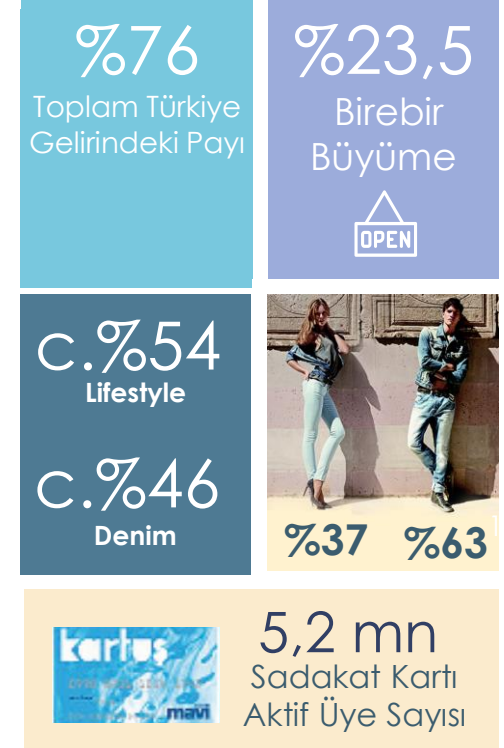 %76
Toplam Türkiye
Gelirindeki Payı
%23,5
Birebir
Büyüme
OPEN
c.%54
Lifestyle
c.%46
Denim
%37
%63
kartuş
mavi
5,2 mn
Sadakat Kartı
Aktif Üye Sayısı